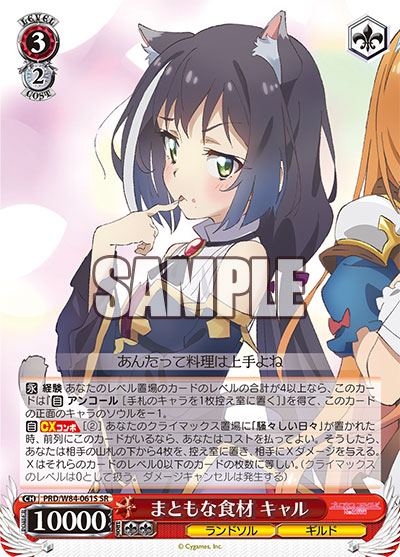 LEVEL
3
2
COST
SAMPLE
あんたって料理は上手よね
永 経験 あなたのレベル置場のカードのレベルの合計が4以上なら、このカー
ドは『自 アンコール [手札のキャラを1枚控え室に置く]』を得て、このカード
の正面のキャラのソウルを－1。
自 CXコンボ [②] あなたのクライマックス置場に「騒々しい日々」が置かれた
時、前列にこのカードがいるなら、あなたはコストを払ってよい。そうしたら、
あなたは相手の山札の下から4枚を、控え室に置き、相手にXダメージを与える。
Xはそれらのカードのレベル0以下のカードの枚数に等しい。(クライマックス
のレベルは0として扱う。ダメージキャンセルは発生する)
CH PRD/W84-061S SR
10000
まともな食材 キャル
ランドソル
ギルド
© Cygames, Inc.